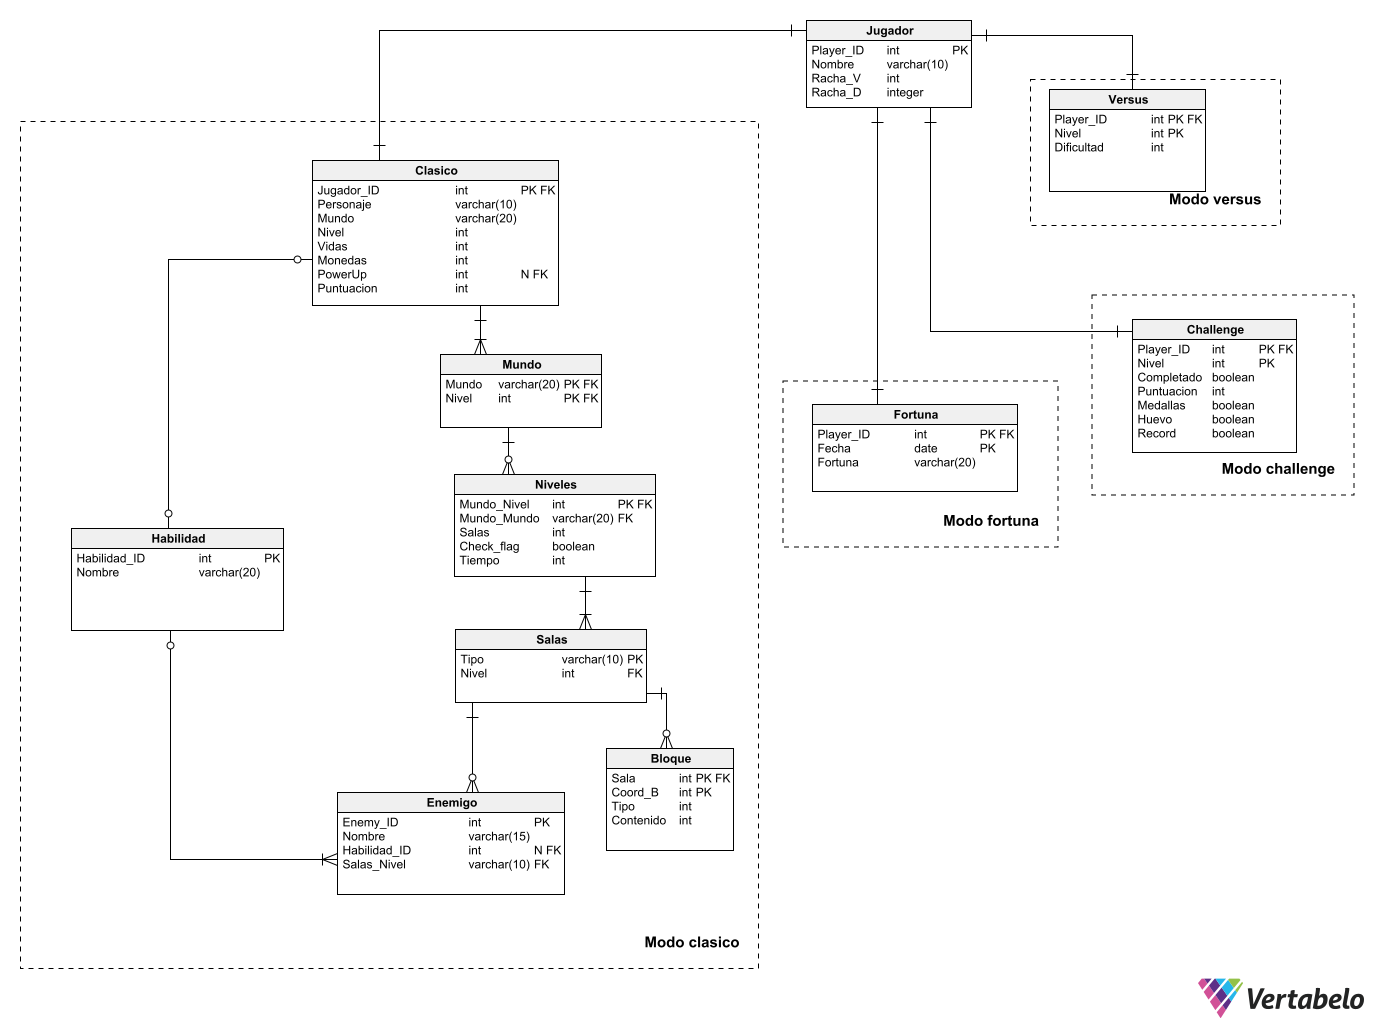 Jugador
Player_ID int PK
Nombre varchar(10)
Racha_V int
Racha_D integer
Versus
Player_ID int PK FK
Nivel int PK
Dificultad int
Modo versus
Clasico
Jugador_ID int PK FK
Personaje varchar(10)
Mundo varchar(20)
Nivel int
Vidas int
Monedas int
PowerUp int N FK
Puntuacion int
Mundo
Mundo varchar(20) PK FK
Nivel int PK FK
Niveles
Mundo_Nivel int PK FK
Mundo_Mundo varchar(20) FK
Salas int
Check_flag boolean
Tiempo int
Habilidad
Habilidad_ID int PK
Nombre varchar(20)
Salas
Tipo varchar(10) PK
Nivel int FK
Bloque
Sala int PK FK
Coord_B int PK
Tipo int
Contenido int
Enemigo
Enemy_ID int PK
Nombre varchar(15)
Habilidad_ID int N FK
Salas_Nivel varchar(10) FK
Modo clasico
Challenge
Player_ID int PK FK
Nivel int PK
Completado boolean
Puntuacion int
Medallas boolean
Huevo boolean
Record boolean
Modo challenge
Fortuna
Player_ID int PK FK
Fecha date PK
Fortuna varchar(20)
Modo fortuna
Vertabelo